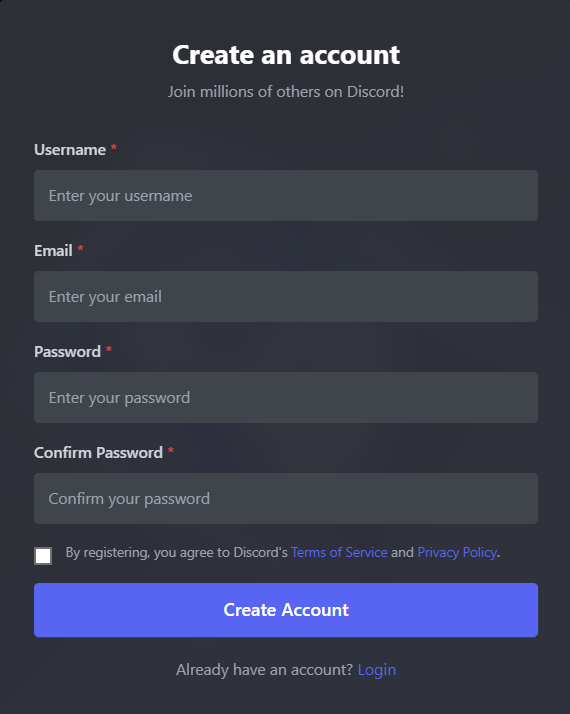 Create an account
Join millions of others on Discord!
Username *
Enter your username
Email *
Enter your email
Password *
Enter your password
Confirm Password *
Confirm your password
By registering, you agree to Discord's Terms of Service and Privacy Policy.
Create Account
Already have an account? Login